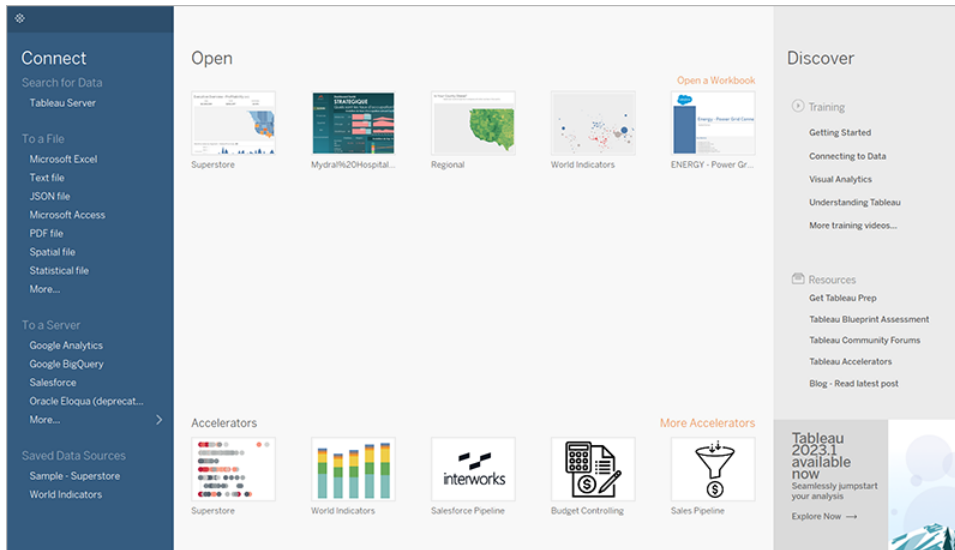 Connect
Search for Data
Tableau Server
To a File
Microsoft Excel
Text file
JSON file
Microsoft Access
PDF file
Spatial file
Statistical file
More...
To a Server
Google Analytics
Google BigQuery
Salesforce
Oracle Eloqua (deprecat...
More...
Saved Data Sources
Sample - Superstore
World Indicators
Open
Open a Workbook
STRATEGIQUE
Energy - Power Grid
Superstore
Mydral%20Hospital...
Regional
World Indicators
ENERGY - Power Gr...
Accelerators
More Accelerators
interworks
Superstore
World Indicators
Salesforce Pipeline
Budget Controlling
Sales Pipeline
Discover
Training
Getting Started
Connecting to Data
Visual Analytics
Understanding Tableau
More training videos...
Resources
Get Tableau Prep
Tableau Blueprint Assessment
Tableau Community Forums
Tableau Accelerators
Blog - Read latest post
Tableau
2023.1
available
now
Seamlessly jumpstart
your analysis
Explore Now →